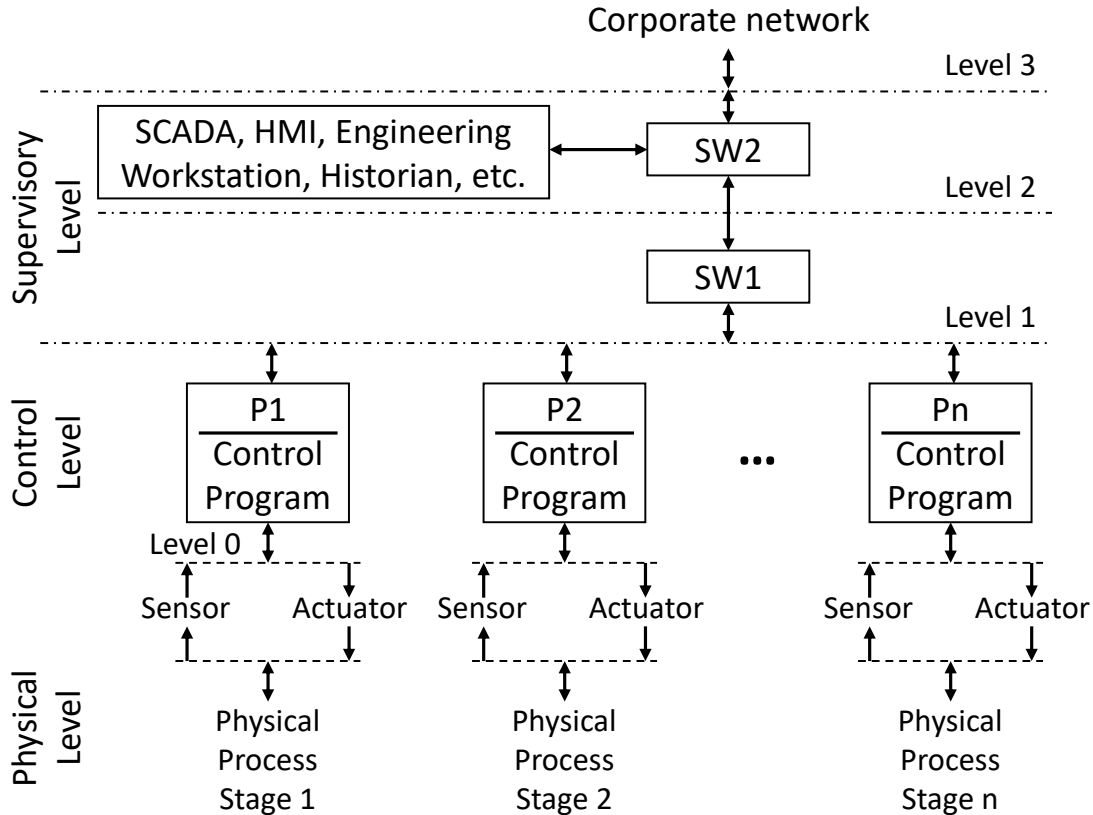 Corporate network
Level 3
SCADA, HMI, Engineering
Workstation, Historian, etc.
SW2
Supervisory
Level
Level 2
SW1
Level 1
Control
Level
P1
Control
Program
P2
Control
Program
...
Pn
Control
Program
Level 0
Sensor
Actuator
Sensor
Actuator
Sensor
Actuator
Physical
Level
Physical
Process
Stage 1
Physical
Process
Stage 2
Physical
Process
Stage n